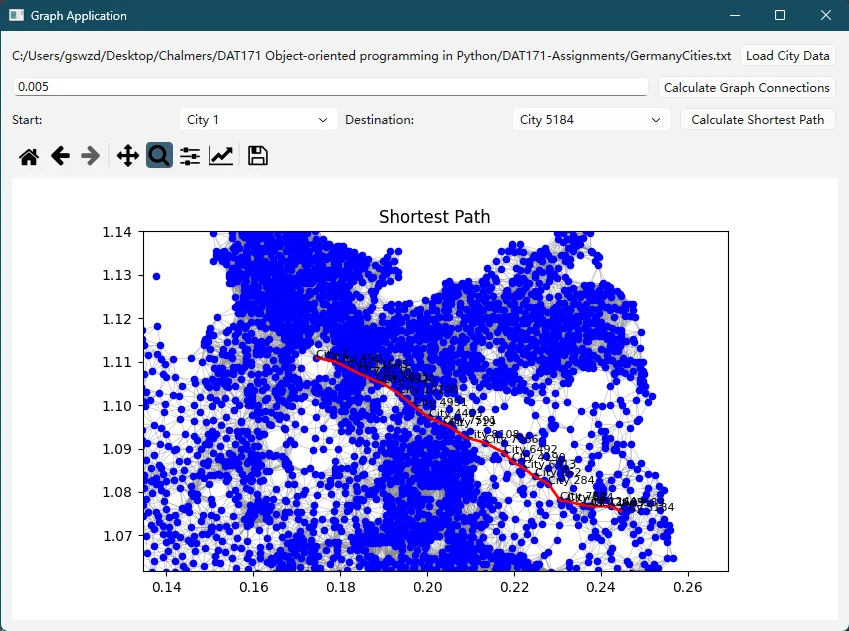 Graph Application
C:/Users/gswzd/Desktop/Chalmers/DAT171 Object-oriented programming in Python/DAT171-Assignments/GermanyCities.txt Load City Data
0.005 Calculate Graph Connections
Start: City 1 Destination: City 5184 Calculate Shortest Path
Shortest Path
1.14
1.13
1.12
1.11
1.10
1.09
1.08
1.07
City 4951
City 6492
City 284
0.14 0.16 0.18 0.20 0.22 0.24 0.26